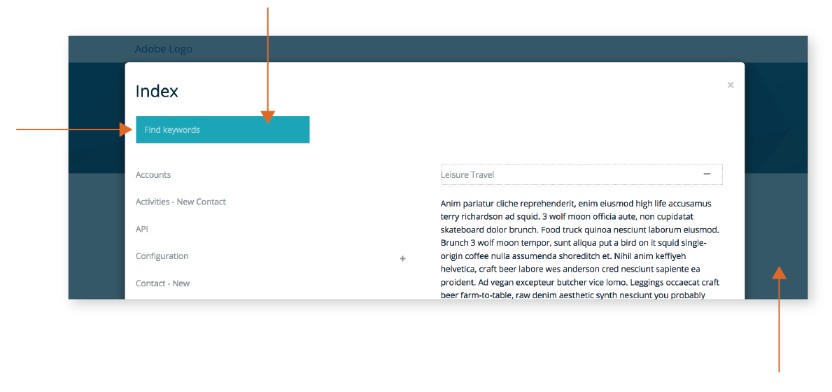 Adobe Logo
Index
×
Find keywords
Accounts
Activities - New Contact
API
Configuration +
Contact - New
Leisure Travel −
Anim pariatur cliche reprehenderit, enim eiusmod high life accusamus
terry richardson ad squid. 3 wolf moon officia aute, non cupidatat
skateboard dolor brunch. Food truck quinoa nesciunt laborum eiusmod.
Brunch 3 wolf moon tempor, sunt aliqua put a bird on it squid single-
origin coffee nulla assumenda shoreditch et. Nihil anim keffiyeh
helvetica, craft beer labore wes anderson cred nesciunt sapiente ea
proident. Ad vegan excepteur butcher vice lomo. Leggings occaecat craft
beer farm-to-table, raw denim aesthetic synth nesciunt you probably